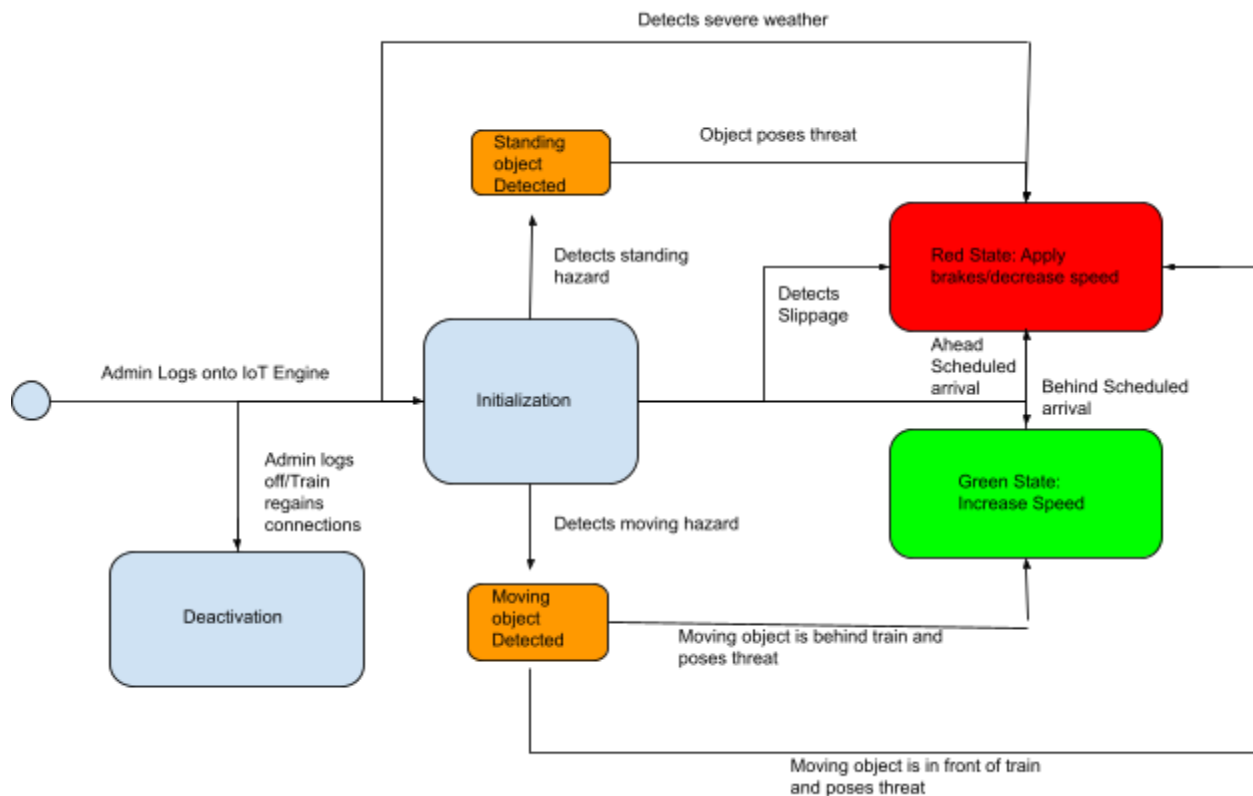 Detects severe weather
Standing
object
Detected
Object poses threat
Detects standing
hazard
Red State: Apply
brakes/decrease speed
Detects
Slippage
Ahead
Scheduled
arrival
Behind Scheduled
arrival
Admin Logs onto IoT Engine
Initialization
Admin logs
off/Train
regains
connections
Green State:
Increase Speed
Detects moving hazard
Deactivation
Moving
object
Detected
Moving object is behind train and
poses threat
Moving object is in front of train
and poses threat